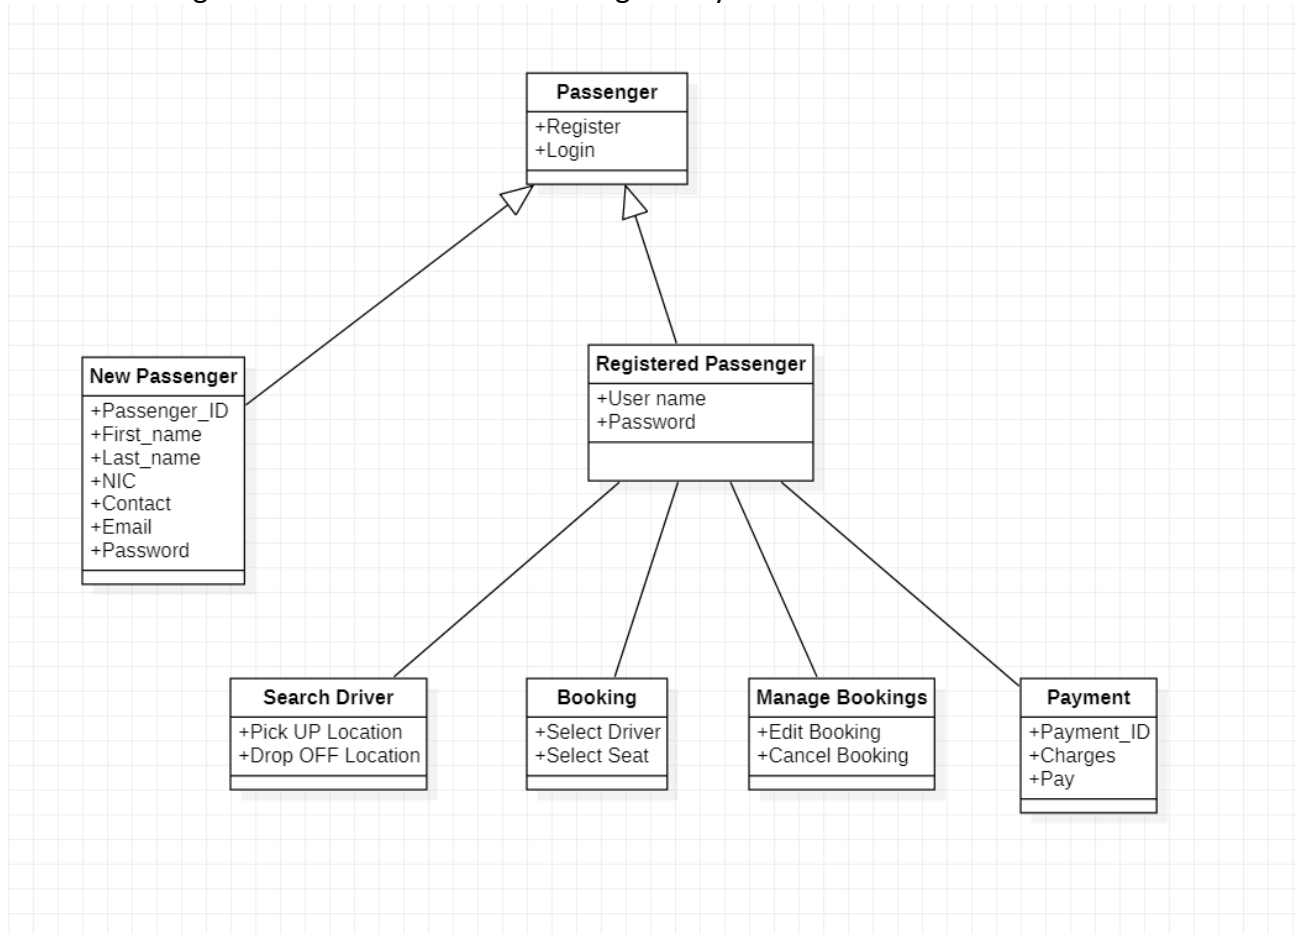 Passenger
+Register
+Login
New Passenger
+Passenger_ID
+First_name
+Last_name
+NIC
+Contact
+Email
+Password
Registered Passenger
+User name
+Password
Search Driver
+Pick UP Location
+Drop OFF Location
Booking
+Select Driver
+Select Seat
Manage Bookings
+Edit Booking
+Cancel Booking
Payment
+Payment_ID
+Charges
+Pay